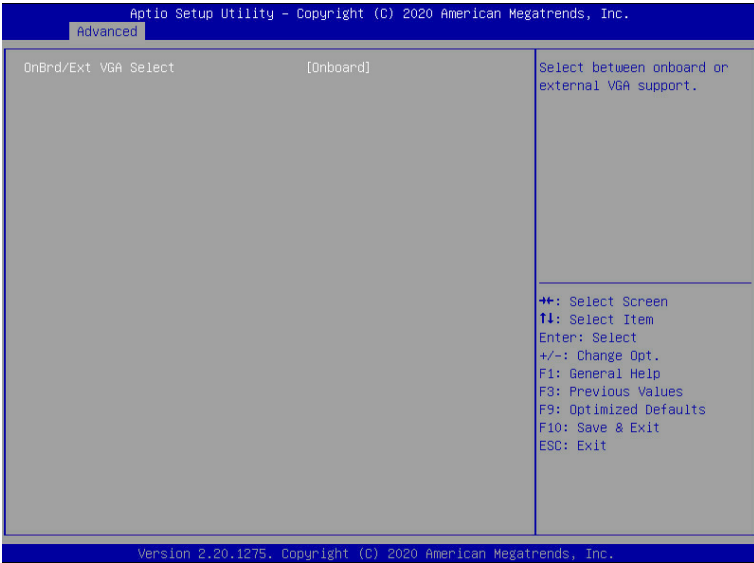 Aptio Setup Utility – Copyright (C) 2020 American Megatrends, Inc.
Advanced
OnBrd/Ext VGA Select [Onboard]
Select between onboard or
external VGA support.
→←: Select Screen
↑↓: Select Item
Enter: Select
+/-: Change Opt.
F1: General Help
F3: Previous Values
F9: Optimized Defaults
F10: Save & Exit
ESC: Exit
Version 2.20.1275. Copyright (C) 2020 American Megatrends, Inc.